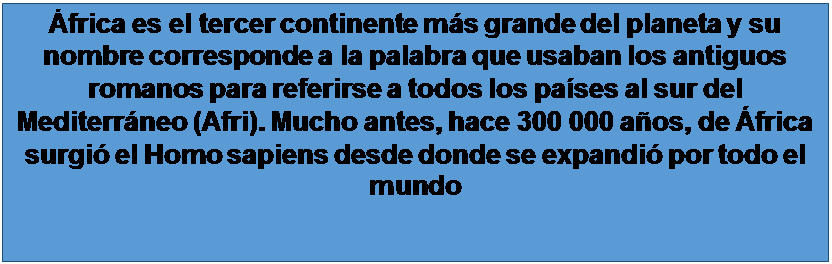 África es el tercer continente más grande del planeta y su
nombre corresponde a la palabra que usaban los antiguos
romanos para referirse a todos los países al sur del
Mediterráneo (Afri). Mucho antes, hace 300 000 años, de África
surgió el Homo sapiens desde donde se expandió por todo el
mundo